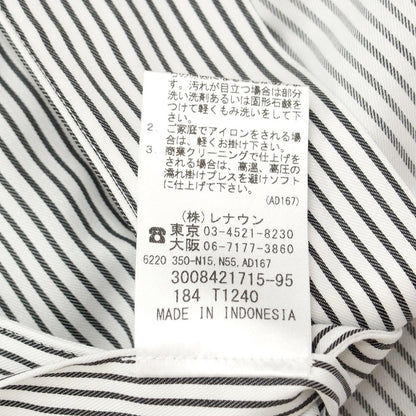 す。汚れが目立つ場合は部分
洗い洗剤あるいは固形石鹸を
つけて軽くもみ洗いをして下
さい。
2. ご家庭でアイロンをされる場
合は、軽くお掛け下さい。
3. 商業クリーニングで仕上げを
される場合は、高温、高圧の
濡れ掛けプレスを避けソフト
に仕上げて下さい。
(AD167)
(株)レナウン
☎東京 03-4521-8230
大阪 06-7177-3860
6220 350-N15, N55, AD167
3008421715-95
184 T1240
MADE IN INDONESIA